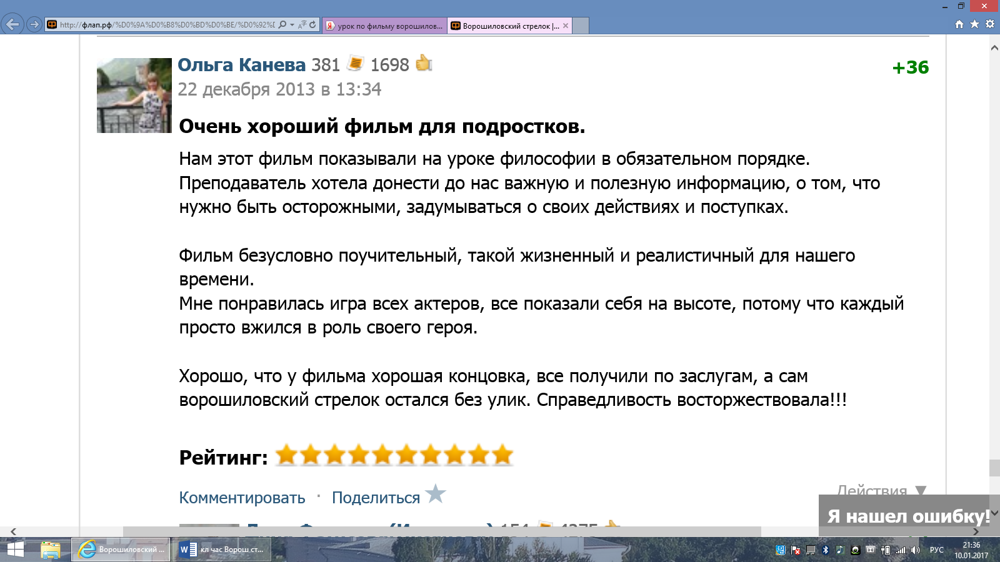 http://флап.рф/%D0%9A%D0%B8%D0%BD%D0%BE/%D0%92%D
урок по фильму ворошилов...
Ворошиловский стрелок |...
Ольга Канева 381 1698
+36
22 декабря 2013 в 13:34
Очень хороший фильм для подростков.
Нам этот фильм показывали на уроке философии в обязательном порядке.
Преподаватель хотела донести до нас важную и полезную информацию, о том, что
нужно быть осторожными, задумываться о своих действиях и поступках.
Фильм безусловно поучительный, такой жизненный и реалистичный для нашего
времени.
Мне понравилась игра всех актеров, все показали себя на высоте, потому что каждый
просто вжился в роль своего героя.
Хорошо, что у фильма хорошая концовка, все получили по заслугам, а сам
ворошиловский стрелок остался без улик. Справедливость восторжествовала!!!
Рейтинг:
Комментировать · Поделиться
Действия ▼
Я нашел ошибку!
Ворошиловский ...
кл час Ворош ст...
РУС
21:36
10.01.2017